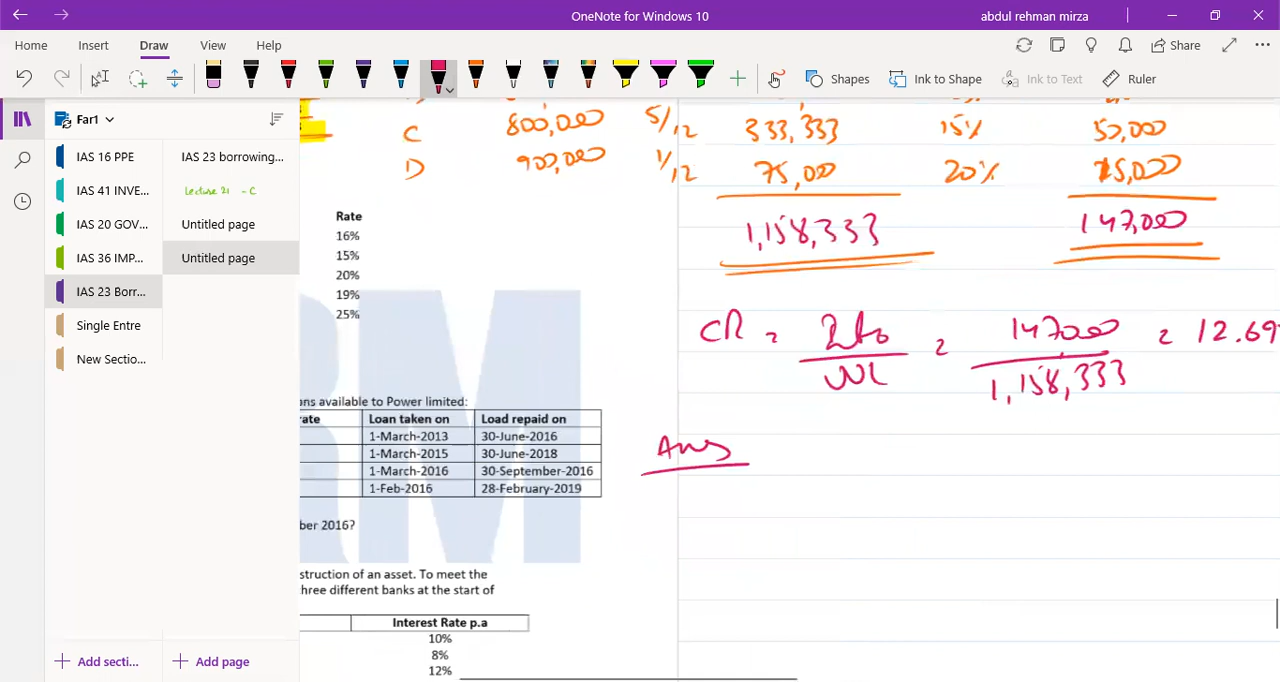 OneNote for Windows 10
abdul rehman mirza
Home Insert Draw View Help
Share
Shapes Ink to Shape Ink to Text Ruler
Far1
IAS 16 PPE
IAS 41 INVE...
IAS 20 GOV...
IAS 36 IMP...
IAS 23 Borr...
Single Entre
New Sectio...
IAS 23 borrowing...
Lecture 21 - C
Untitled page
Untitled page
Add secti...
Add page
C 800,000 5/12 333,333 15% 50,000
D 900,000 1/12 75,000 20% 15,000
1,158,333 147,000
Rate
16%
15%
20%
19%
25%
CR = = 147000 = 12.69
1,158,333
Ans
ans available to Power limited:
rate Loan taken on Load repaid on
1-March-2013 30-June-2016
1-March-2015 30-June-2018
1-March-2016 30-September-2016
1-Feb-2016 28-February-2019
ber 2016?
struction of an asset. To meet the
hree different banks at the start of
Interest Rate p.a
10%
8%
12%
RM